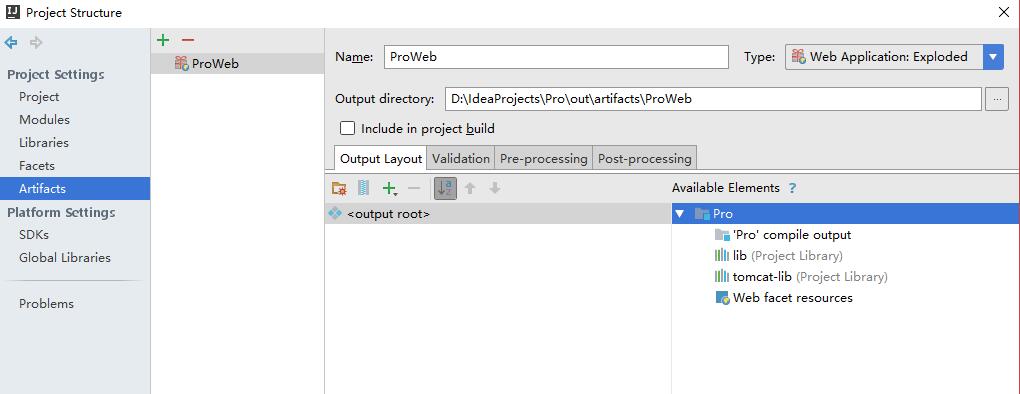 Project Structure
Project Settings
Project
Modules
Libraries
Facets
Artifacts
Platform Settings
SDKs
Global Libraries
Problems
ProWeb
Name: ProWeb Type: Web Application: Exploded
Output directory: D:\IdeaProjects\Pro\out\artifacts\ProWeb ...
Include in project build
Output Layout Validation Pre-processing Post-processing
Available Elements ?
<output root>
Pro
'Pro' compile output
lib (Project Library)
tomcat-lib (Project Library)
Web facet resources